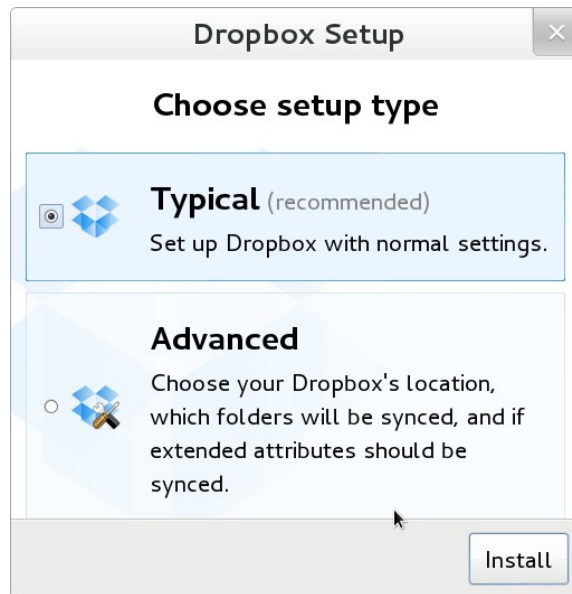 Dropbox Setup
Choose setup type
Typical (recommended)
Set up Dropbox with normal settings.
Advanced
Choose your Dropbox's location,
which folders will be synced, and if
extended attributes should be
synced.
Install